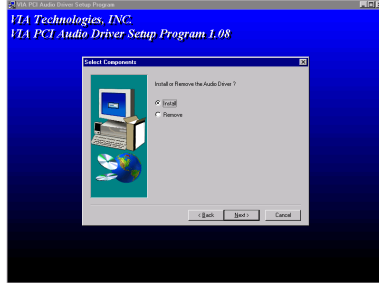 VIA PCI Audio Driver Setup Program
VIA Technologies, INC.
VIA PCI Audio Driver Setup Program 1.08
Select Components
Install or Remove the Audio Driver ?
Install
Remove
< Back
Next >
Cancel